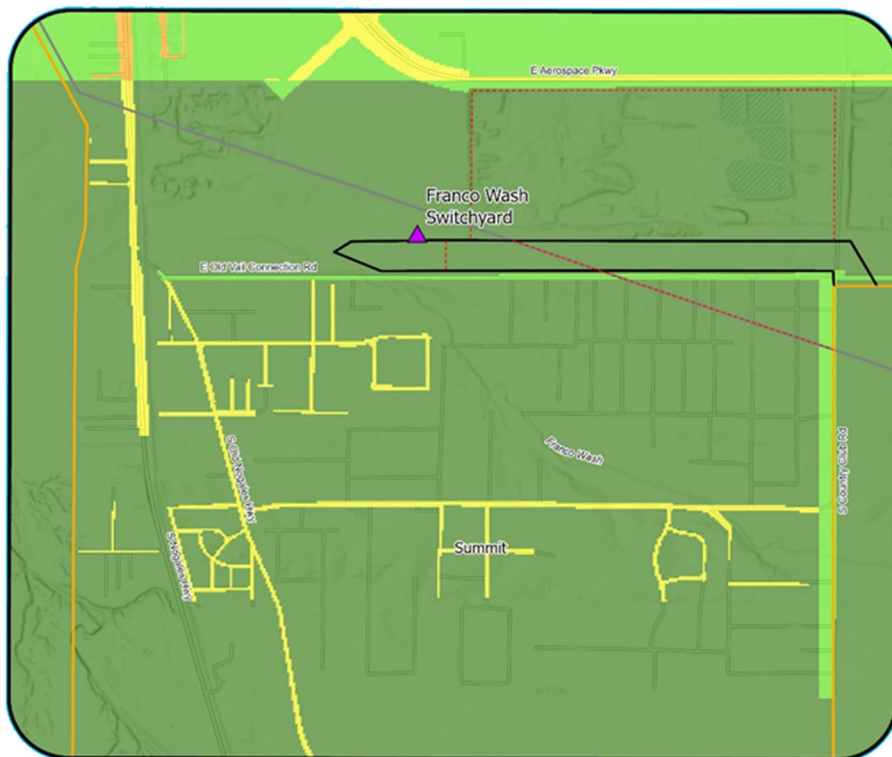 E Aerospace Pkwy
Franco Wash
Switchyard
E Old Vail Connection Rd
S Old Nogales Hwy
Franco Wash
S Country Club Rd
Summit
S Nogales Hwy